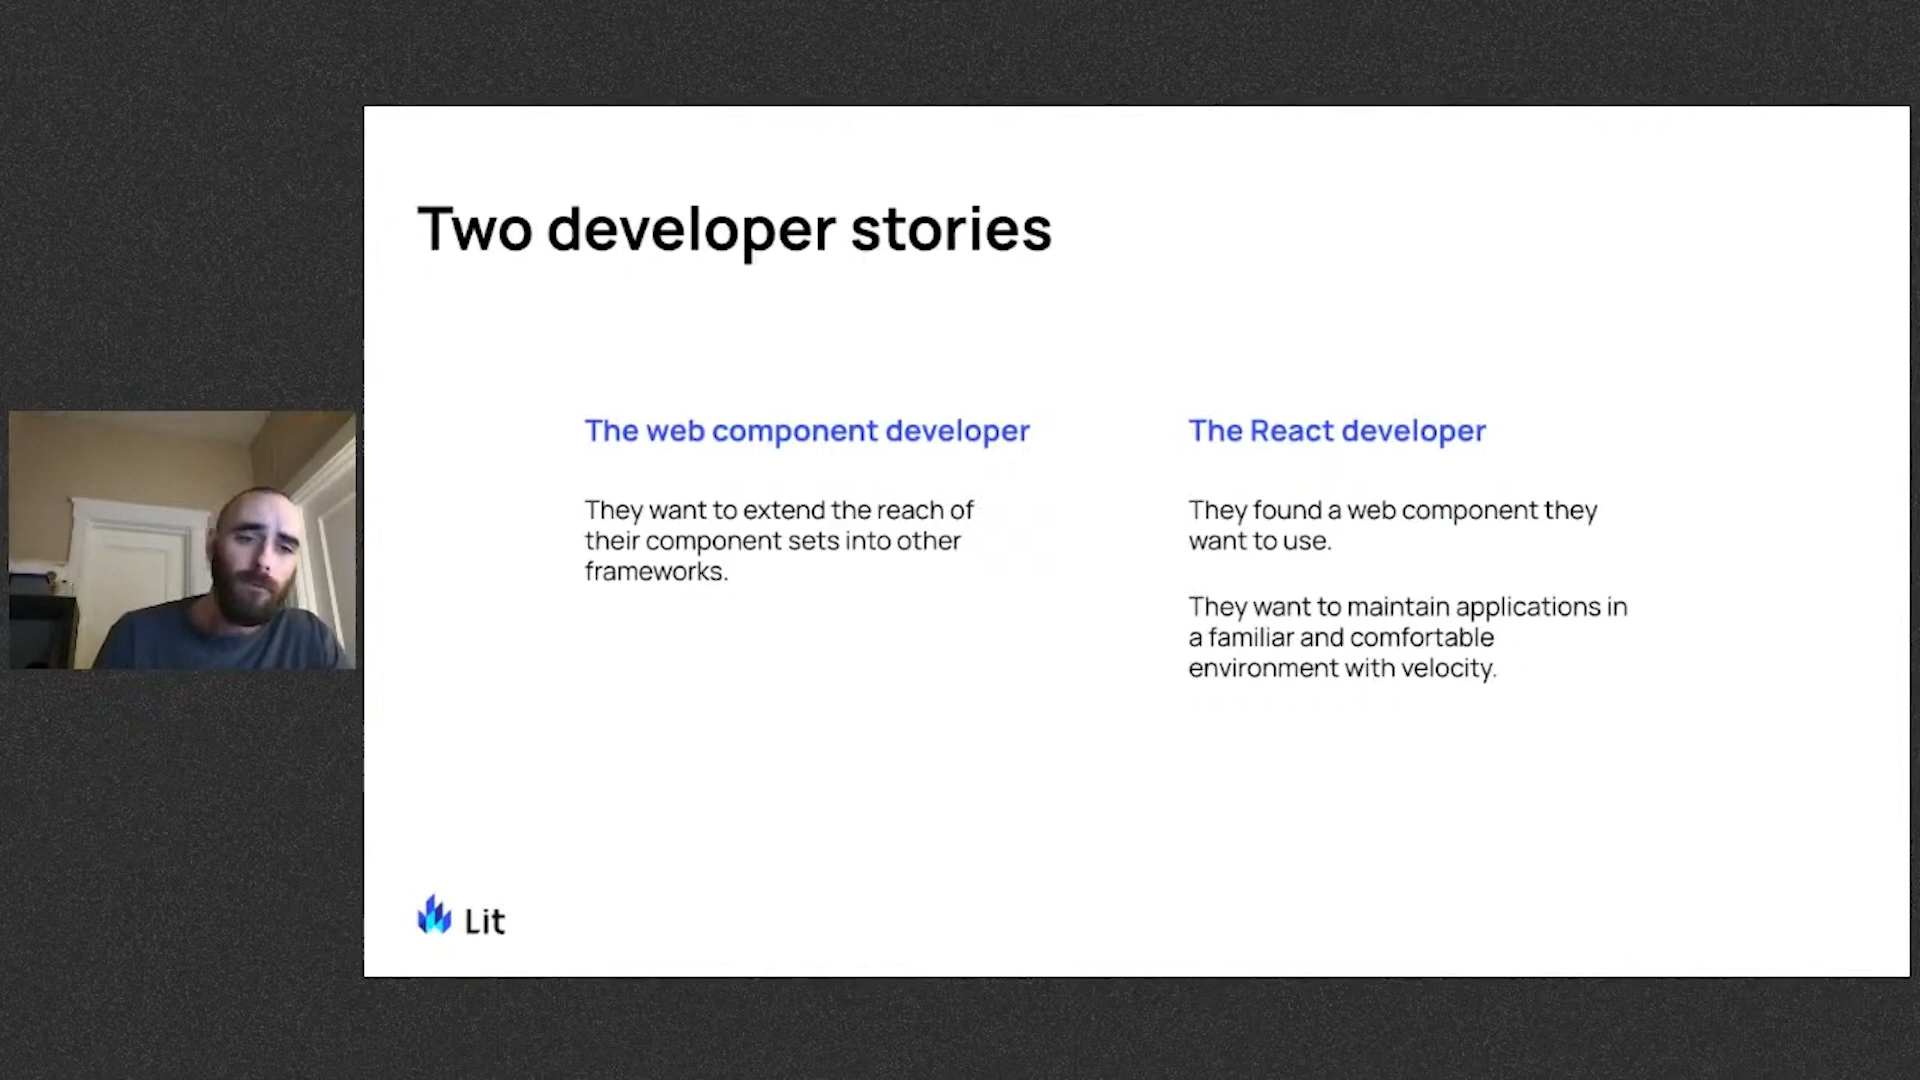 Two developer stories
The web component developer
They want to extend the reach of
their component sets into other
frameworks.
The React developer
They found a web component they
want to use.
They want to maintain applications in
a familiar and comfortable
environment with velocity.
Lit